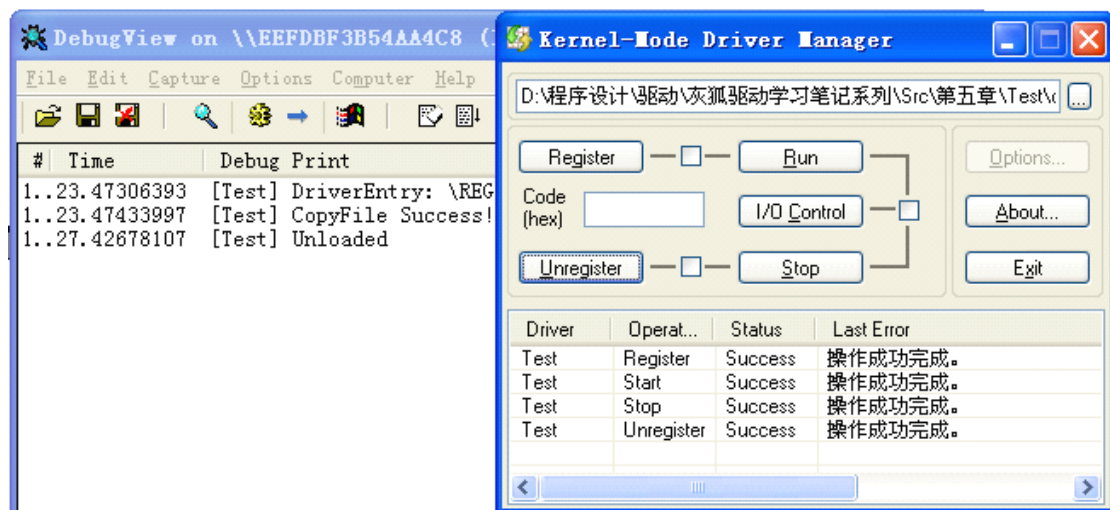 DebugView on \\EEFDBF3B54AA4C8 (
File Edit Capture Options Computer Help
# Time Debug Print
1..23.47306393 [Test] DriverEntry: \REG
1..23.47433997 [Test] CopyFile Success!
1..27.42678107 [Test] Unloaded
Kernel-Mode Driver Manager
D:\程序设计\驱动\灰狐驱动学习笔记系列\Src\第五章\Test\ ...
Register Run Options...
Code
(hex) I/O Control About...
Unregister Stop Exit
Driver Operat... Status Last Error
Test Register Success 操作成功完成。
Test Start Success 操作成功完成。
Test Stop Success 操作成功完成。
Test Unregister Success 操作成功完成。